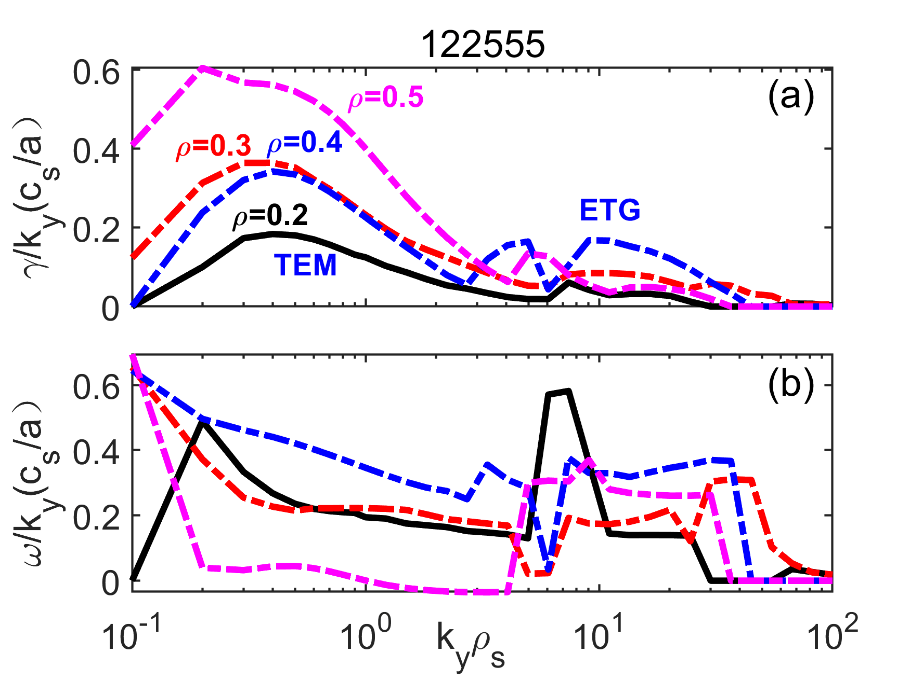 122555
(a)
γ/k_y(c_s/a）
0.6
0.4
0.2
0
ρ=0.5
ρ=0.3
ρ=0.4
ρ=0.2
TEM
ETG
(b)
ω/k_y(c_s/a）
0.6
0.4
0.2
0
10^-1
10^0
10^1
10^2
k_yρ_s